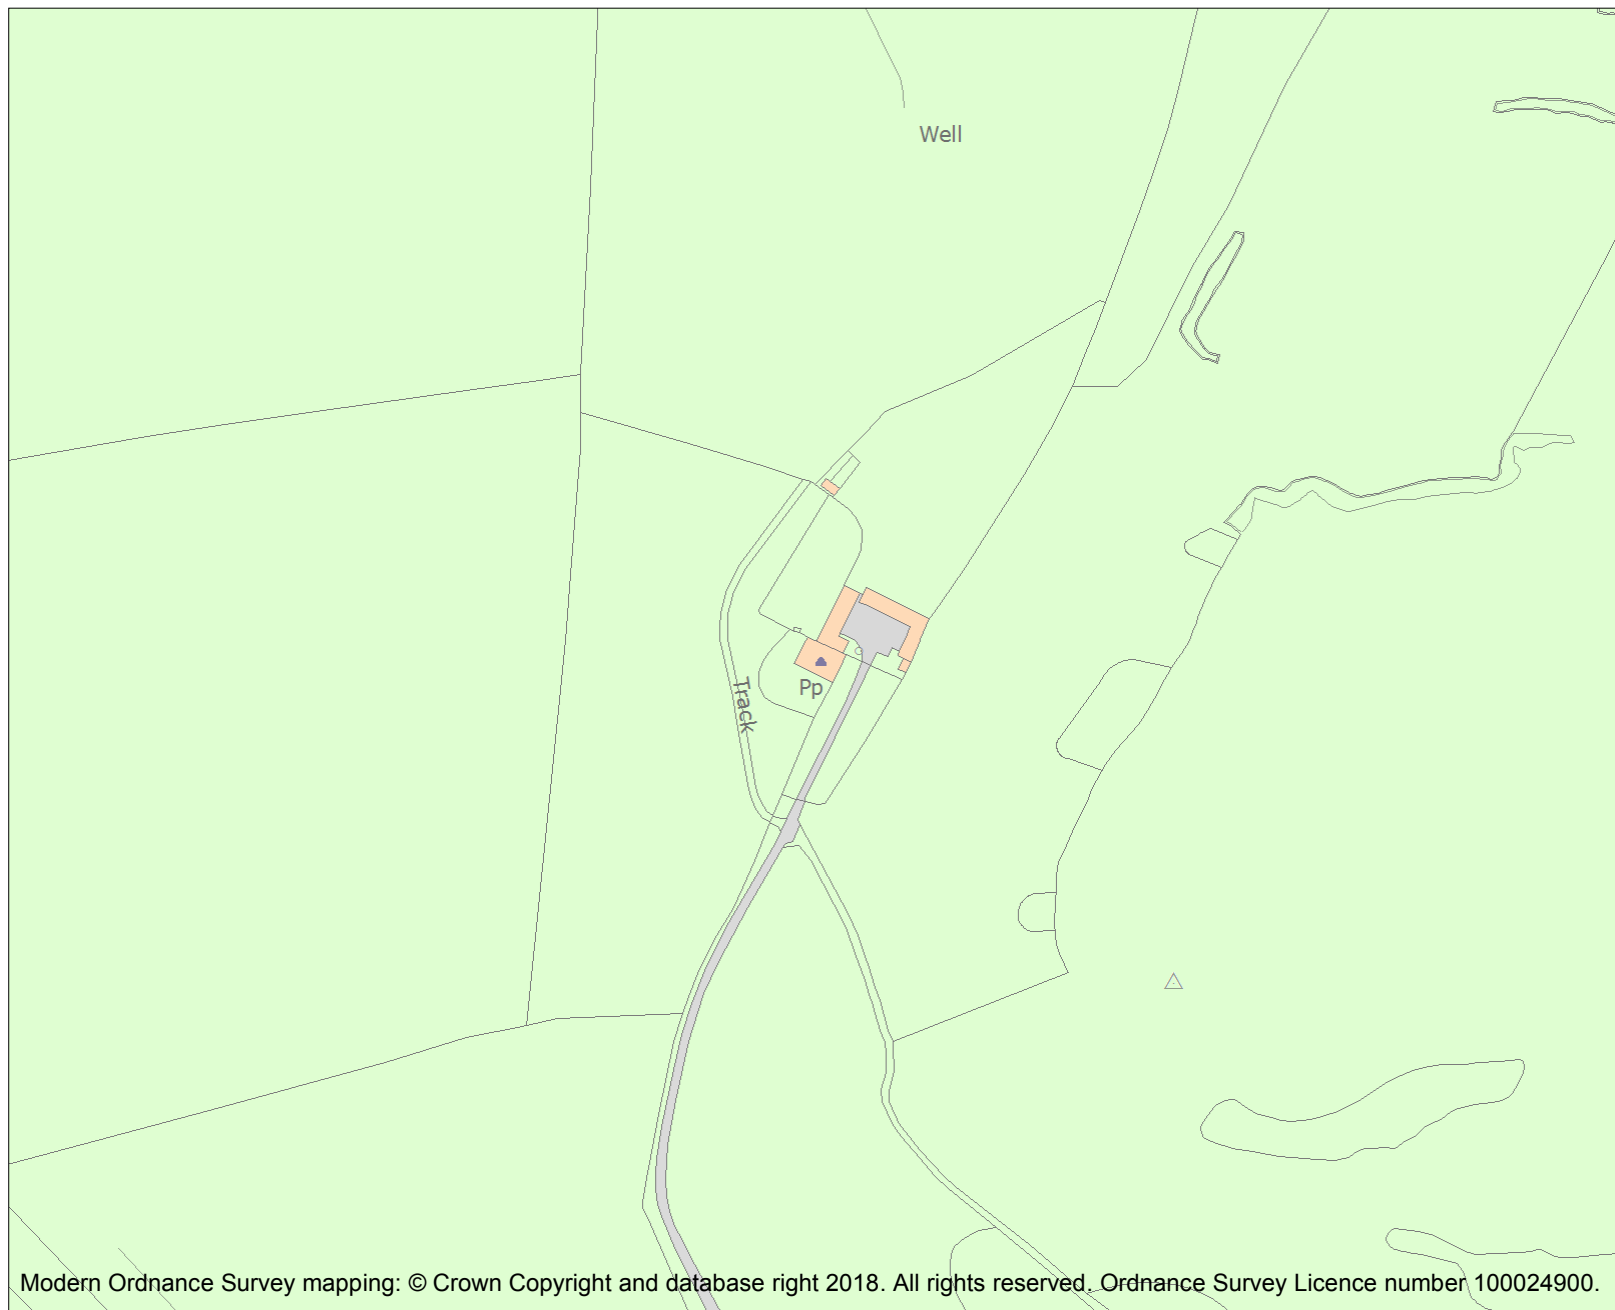 Well
Pp
Track
Modern Ordnance Survey mapping: © Crown Copyright and database right 2018. All rights reserved. Ordnance Survey Licence number 100024900.